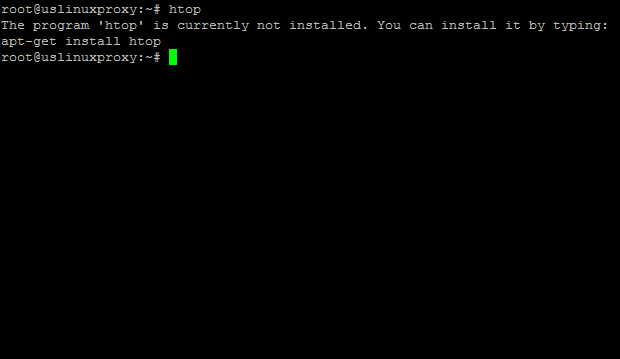 root@uslinuxproxy:~# htop
The program 'htop' is currently not installed. You can install it by typing:
apt-get install htop
root@uslinuxproxy:~#